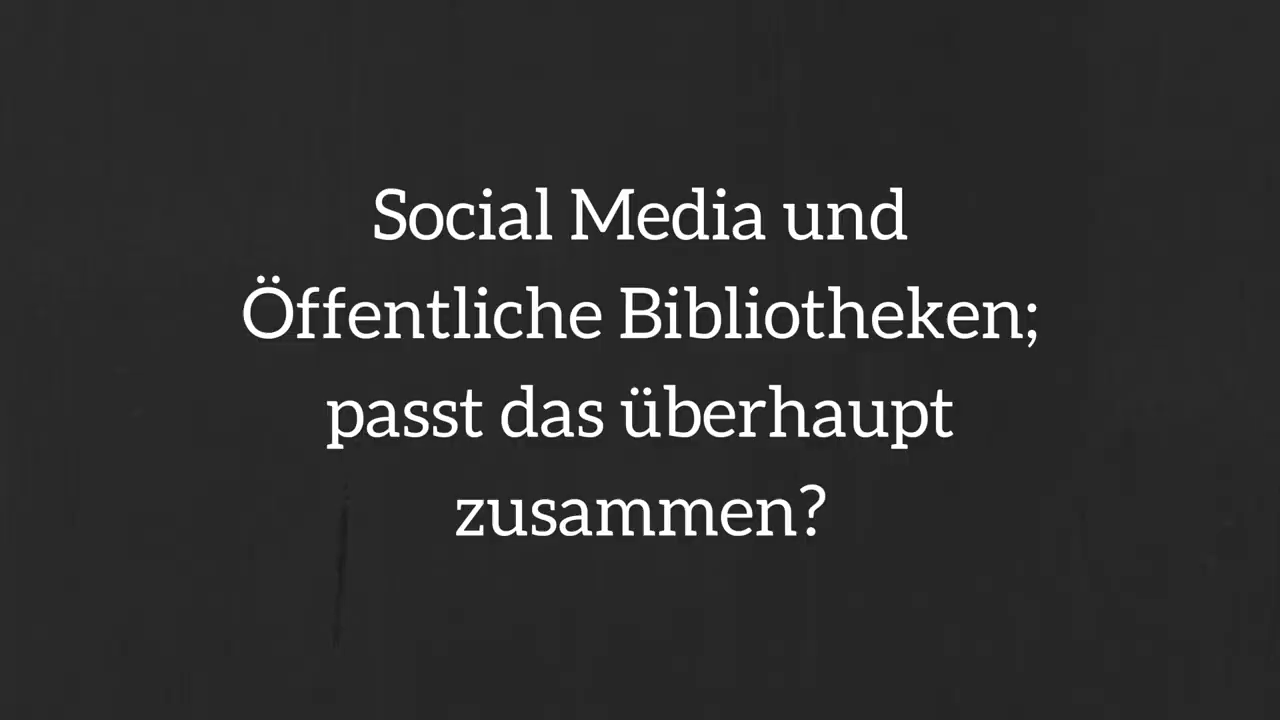 Social Media und
Öffentliche Bibliotheken;
passt das überhaupt
zusammen?